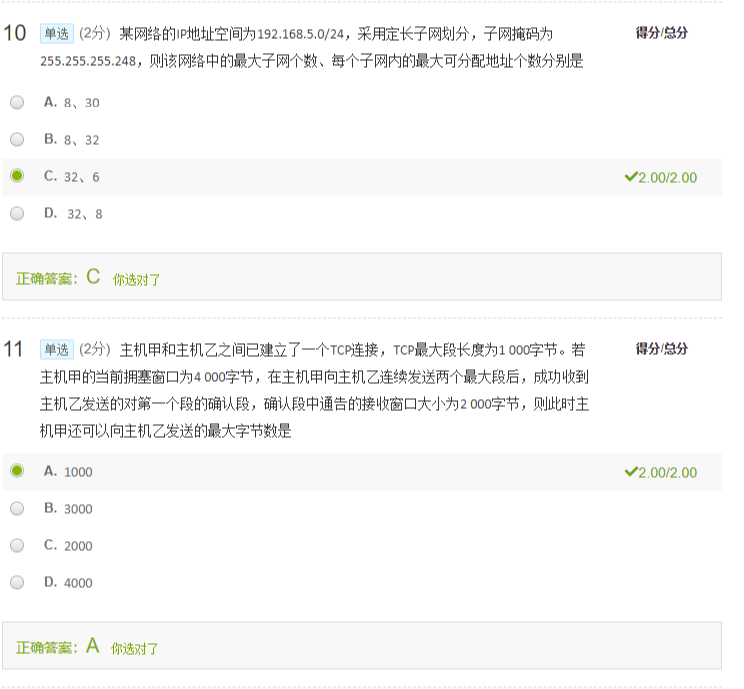 10 单选 (2分) 某网络的IP地址空间为192.168.5.0/24，采用定长子网划分，子网掩码为 得分/总分
255.255.255.248，则该网络中的最大子网个数、每个子网内的最大可分配地址个数分别是
A. 8、30
B. 8、32
C. 32、6 2.00/2.00
D. 32、8
正确答案：C 你选对了
11 单选 (2分) 主机甲和主机乙之间已建立了一个TCP连接，TCP最大段长度为1 000字节。若 得分/总分
主机甲的当前拥塞窗口为4 000字节，在主机甲向主机乙连续发送两个最大段后，成功收到
主机乙发送的对第一个段的确认段，确认段中通告的接收窗口大小为2 000字节，则此时主
机甲还可以向主机乙发送的最大字节数是
A. 1000 2.00/2.00
B. 3000
C. 2000
D. 4000
正确答案：A 你选对了